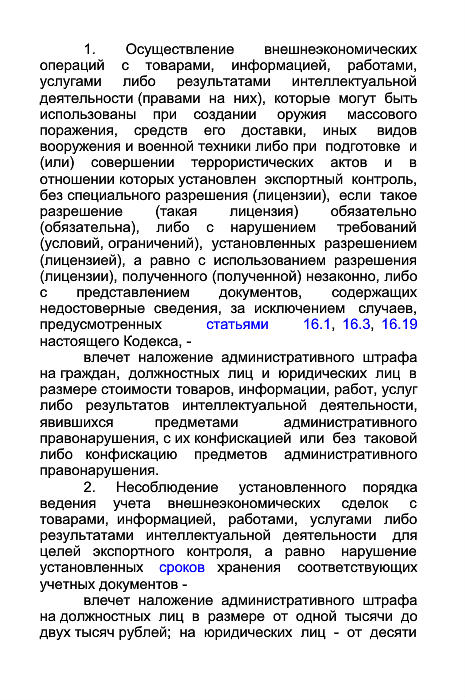 1. Осуществление внешнеэкономических
операций с товарами, информацией, работами,
услугами либо результатами интеллектуальной
деятельности (правами на них), которые могут быть
использованы при создании оружия массового
поражения, средств его доставки, иных видов
вооружения и военной техники либо при подготовке и
(или) совершении террористических актов и в
отношении которых установлен экспортный контроль,
без специального разрешения (лицензии), если такое
разрешение (такая лицензия) обязательно
(обязательна), либо с нарушением требований
(условий, ограничений), установленных разрешением
(лицензией), а равно с использованием разрешения
(лицензии), полученного (полученной) незаконно, либо
с представлением документов, содержащих
недостоверные сведения, за исключением случаев,
предусмотренных статьями 16.1, 16.3, 16.19
настоящего Кодекса, -
влечет наложение административного штрафа
на граждан, должностных лиц и юридических лиц в
размере стоимости товаров, информации, работ, услуг
либо результатов интеллектуальной деятельности,
явившихся предметами административного
правонарушения, с их конфискацией или без таковой
либо конфискацию предметов административного
правонарушения.
2. Несоблюдение установленного порядка
ведения учета внешнеэкономических сделок с
товарами, информацией, работами, услугами либо
результатами интеллектуальной деятельности для
целей экспортного контроля, а равно нарушение
установленных сроков хранения соответствующих
учетных документов -
влечет наложение административного штрафа
на должностных лиц в размере от одной тысячи до
двух тысяч рублей; на юридических лиц - от десяти